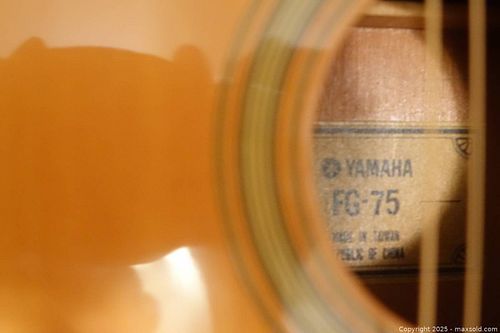 YAMAHA
FG-75
MADE IN TAIWAN
REPUBLIC OF CHINA
Copyright © 2025 - maxsold.com